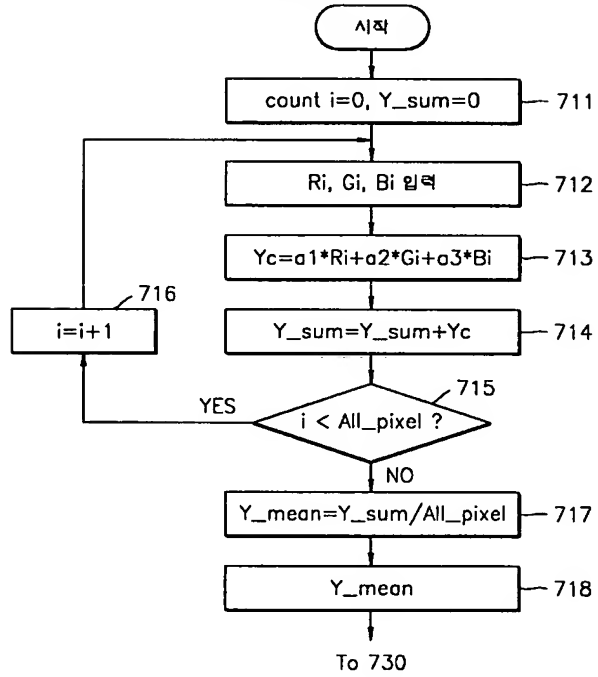 시작
count i=0, Y_sum=0
711
Ri, Gi, Bi 입력
712
Yc=a1*Ri+a2*Gi+a3*Bi
713
716
i=i+1
Y_sum=Y_sum+Yc
714
715
YES
i < All_pixel ?
NO
Y_mean=Y_sum/All_pixel
717
Y_mean
718
To 730